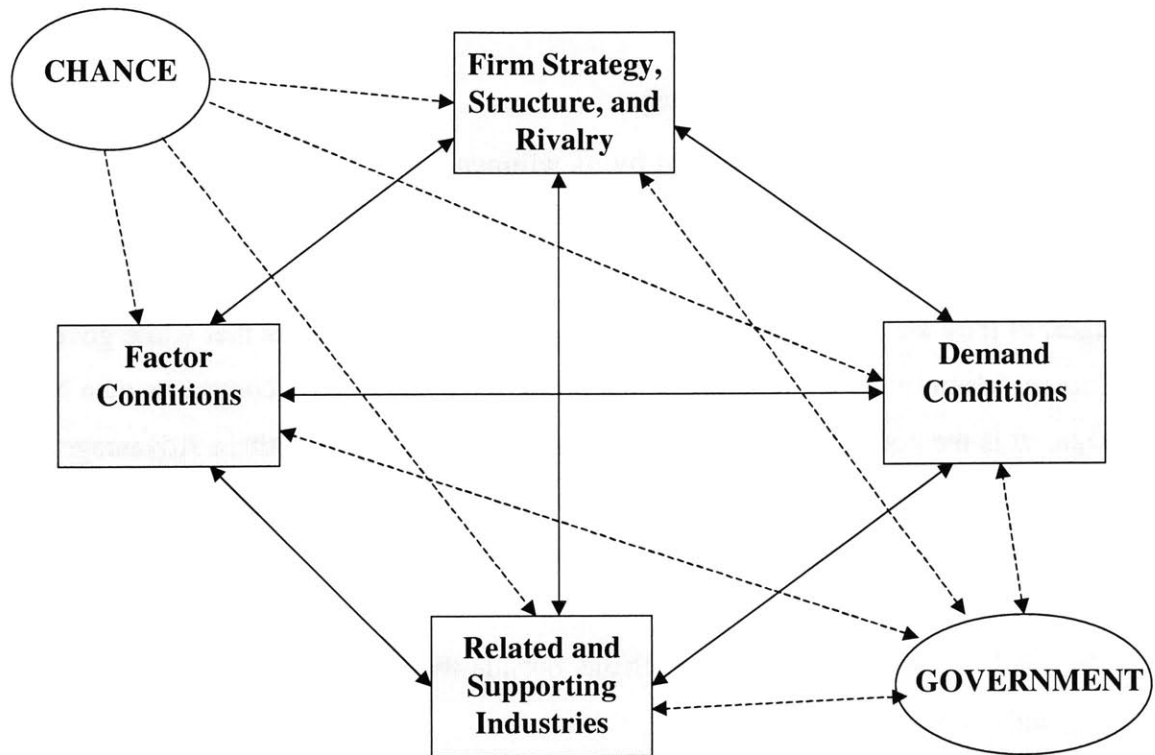 CHANCE
Firm Strategy,
Structure, and
Rivalry
Factor
Conditions
Demand
Conditions
Related and
Supporting
Industries
GOVERNMENT